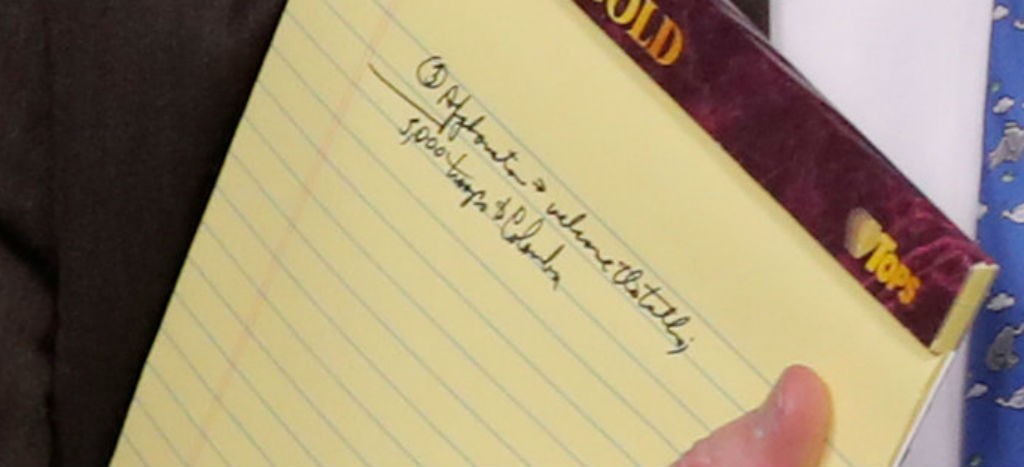 OLD
③ Afghanistan → welcome the talks;
5,000 troops to Colombia
TOPS